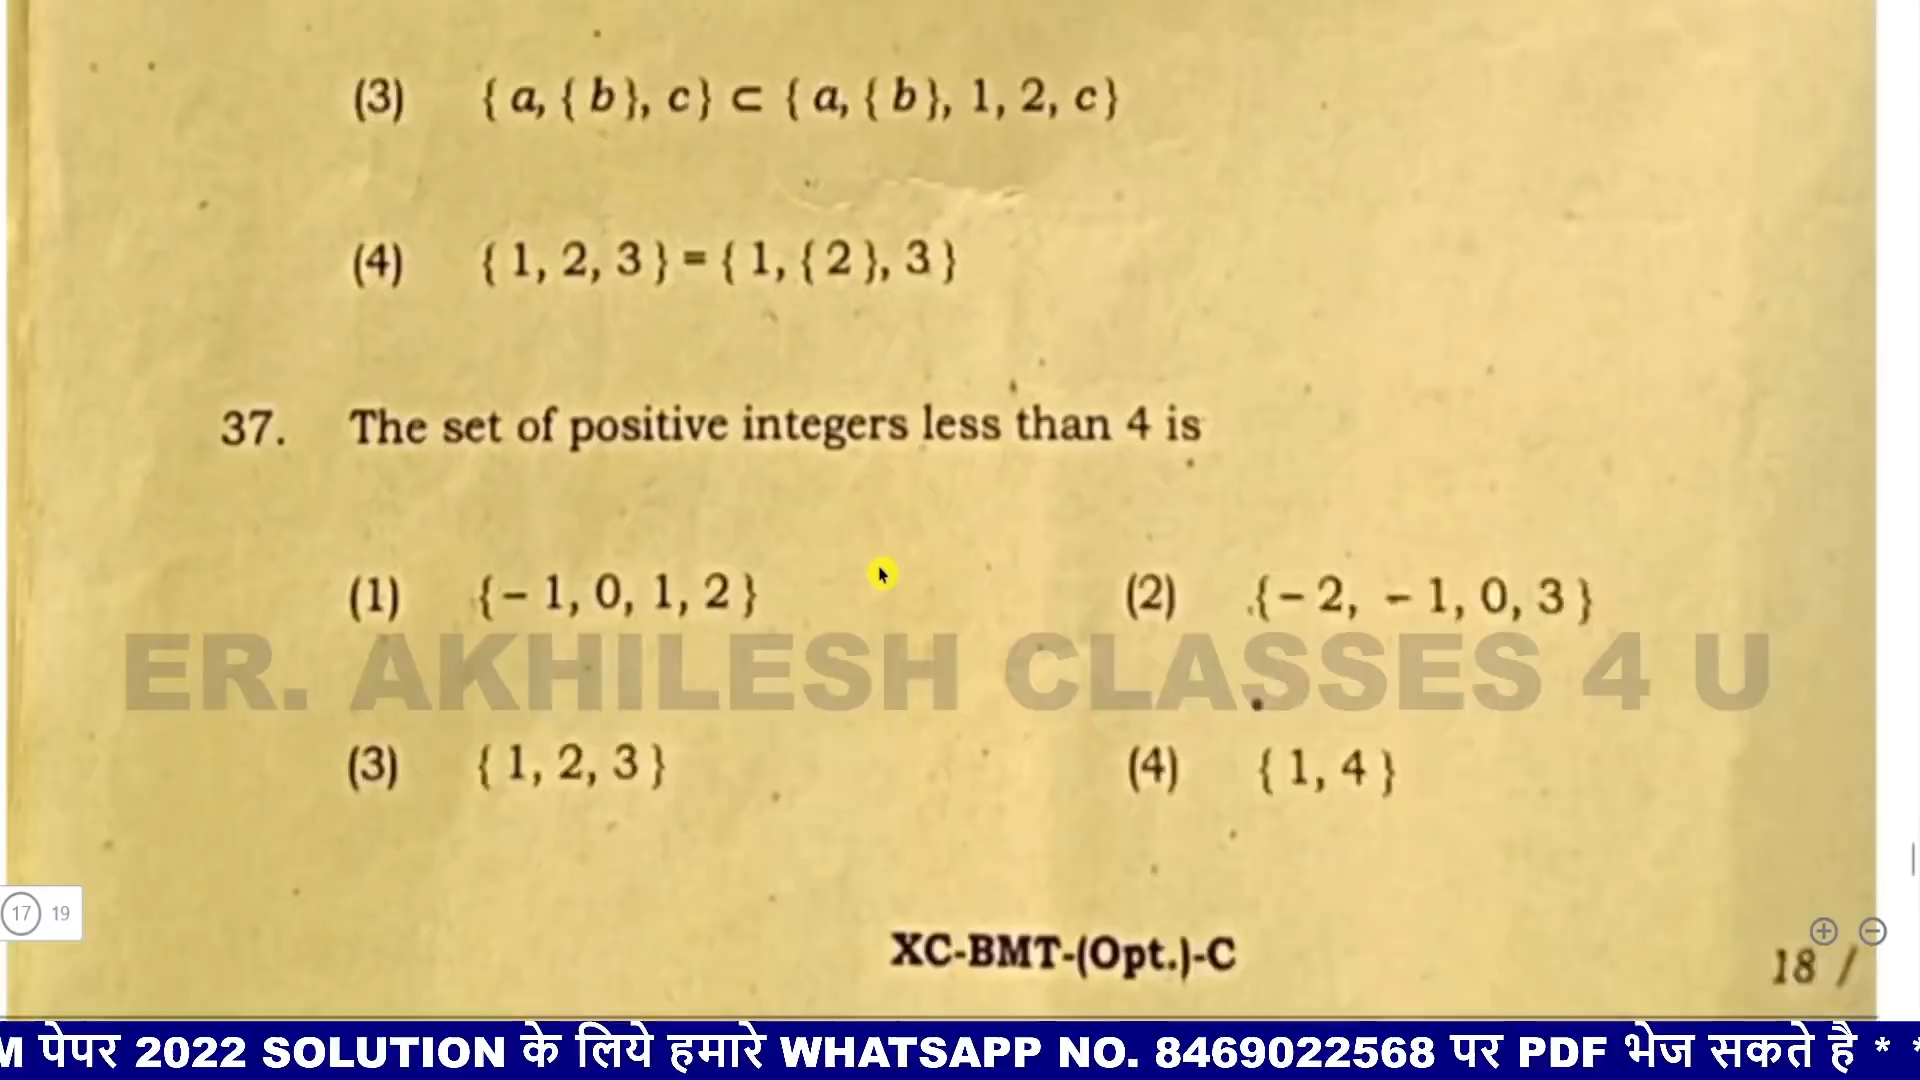 (3) { a, { b }, c } ⊂ { a, { b }, 1, 2, c }
(4) { 1, 2, 3 } = { 1, { 2 }, 3 }
37. The set of positive integers less than 4 is
(1) { – 1, 0, 1, 2 } (2) { – 2, – 1, 0, 3 }
ER. AKHILESH CLASSES 4 U
(3) { 1, 2, 3 } (4) { 1, 4 }
17 19
XC-BMT-(Opt.)-C
18 /
M पेपर 2022 SOLUTION के लिये हमारे WHATSAPP NO. 8469022568 पर PDF भेज सकते है * *